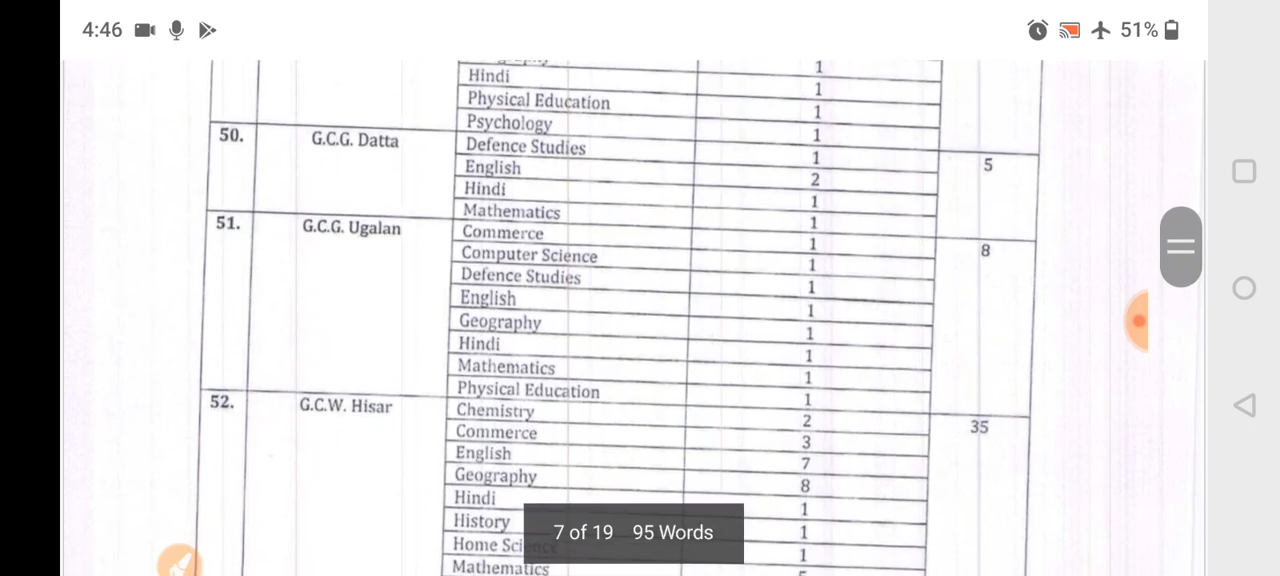 4:46 51%
1
Hindi 1
Physical Education 1
Psychology 1
50. G.C.G. Datta Defence Studies 1 5
English 2
Hindi 1
Mathematics 1
51. G.C.G. Ugalan Commerce 1 8
Computer Science 1
Defence Studies 1
English 1
Geography 1
Hindi 1
Mathematics 1
Physical Education 1
52. G.C.W. Hisar Chemistry 2 35
Commerce 3
English 7
Geography 8
Hindi 1
History 1
Home 1
Mathematics
7 of 19 95 Words